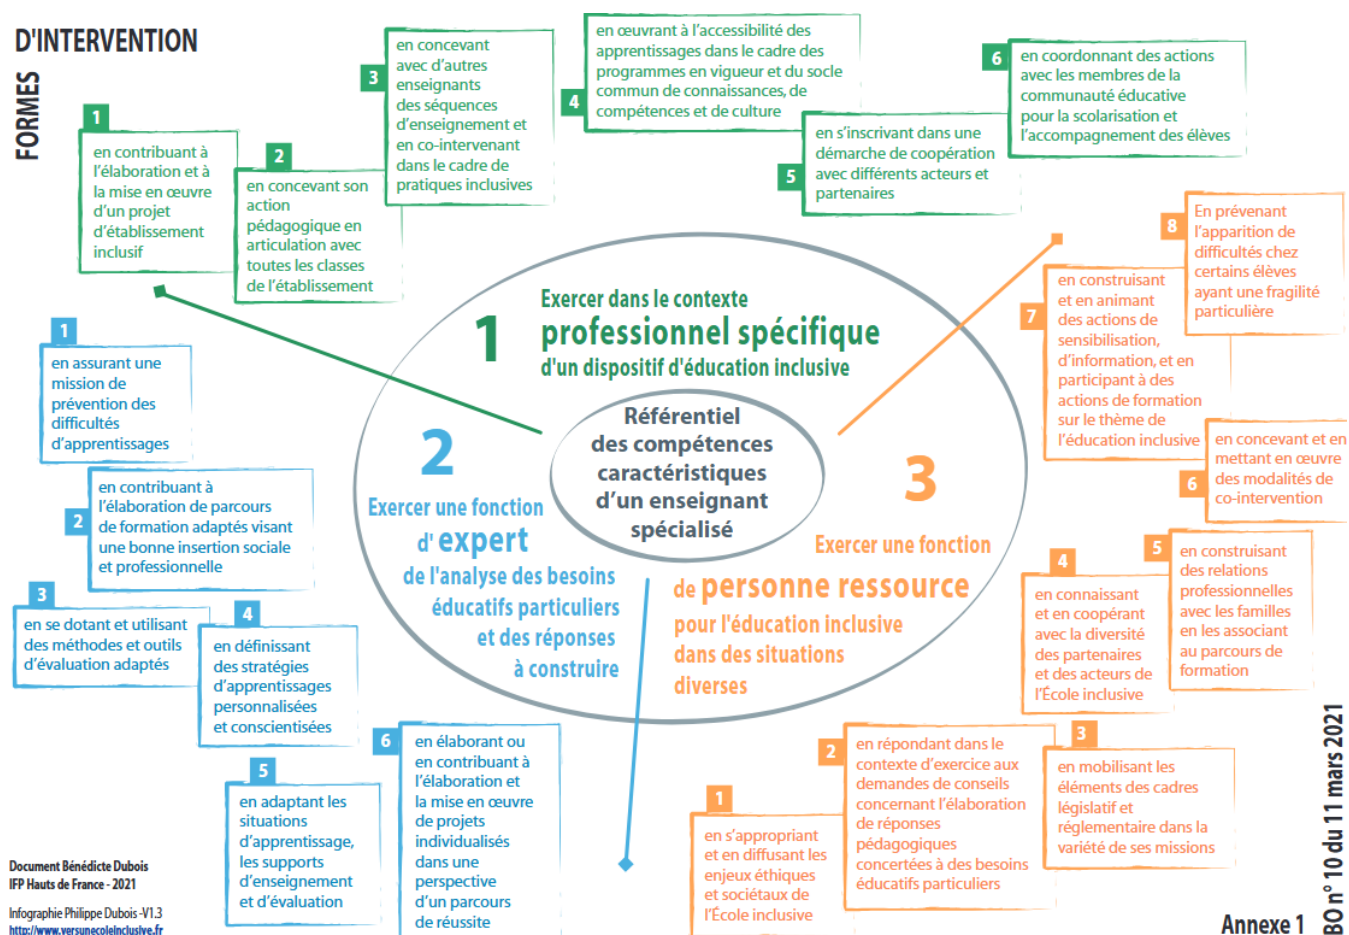 D'INTERVENTION
FORMES
1
en contribuant à
l'élaboration et à
la mise en œuvre
d'un projet
d'établissement
inclusif
2
en concevant son
action
pédagogique en
articulation avec
toutes les classes
de l'établissement
3
en concevant
avec d'autres
enseignants
des séquences
d'enseignement et
en co-intervenant
dans le cadre de
pratiques inclusives
4
en œuvrant à l'accessibilité des
apprentissages dans le cadre des
programmes en vigueur et du socle
commun de connaissances, de
compétences et de culture
5
en s'inscrivant dans une
démarche de coopération
avec différents acteurs et
partenaires
6
en coordonnant des actions
avec les membres de la
communauté éducative
pour la scolarisation et
l'accompagnement des élèves
1
Exercer dans le contexte
professionnel spécifique
d'un dispositif d'éducation inclusive
Référentiel
des compétences
caractéristiques
d'un enseignant
spécialisé
2
Exercer une fonction
d' expert
de l'analyse des besoins
éducatifs particuliers
et des réponses
à construire
3
Exercer une fonction
de personne ressource
pour l'éducation inclusive
dans des situations
diverses
1
en assurant une
mission de
prévention des
difficultés
d'apprentissages
2
en contribuant à
l'élaboration de parcours
de formation adaptés visant
une bonne insertion sociale
et professionnelle
3
en se dotant et utilisant
des méthodes et outils
d'évaluation adaptés
4
en définissant
des stratégies
d'apprentissages
personnalisées
et conscientisées
5
en adaptant les
situations
d'apprentissage,
les supports
d'enseignement
et d'évaluation
6
en élaborant ou
en contribuant à
l'élaboration et
la mise en œuvre
de projets
individualisés
dans une
perspective
d'un parcours
de réussite
1
en s'appropriant
et en diffusant les
enjeux éthiques
et sociétaux de
l'École inclusive
2
en répondant dans le
contexte d'exercice aux
demandes de conseils
concernant l'élaboration
de réponses
pédagogiques
concertées à des besoins
éducatifs particuliers
3
en mobilisant les
éléments des cadres
législatif et
réglementaire dans la
variété de ses missions
4
en connaissant
et en coopérant
avec la diversité
des partenaires
et des acteurs de
l'École inclusive
5
en construisant
des relations
professionnelles
avec les familles
en les associant
au parcours de
formation
6
en concevant et en
mettant en œuvre
des modalités de
co-intervention
7
en construisant
et en animant
des actions de
sensibilisation,
d'information, et en
participant à des
actions de formation
sur le thème de
l'éducation inclusive
8
En prévenant
l'apparition de
difficultés chez
certains élèves
ayant une fragilité
particulière
Document Bénédicte Dubois
IFP Hauts de France - 2021
Infographie Philippe Dubois -V1.3
http://www.versunecoleinclusive.fr
Annexe 1
BO n° 10 du 11 mars 2021